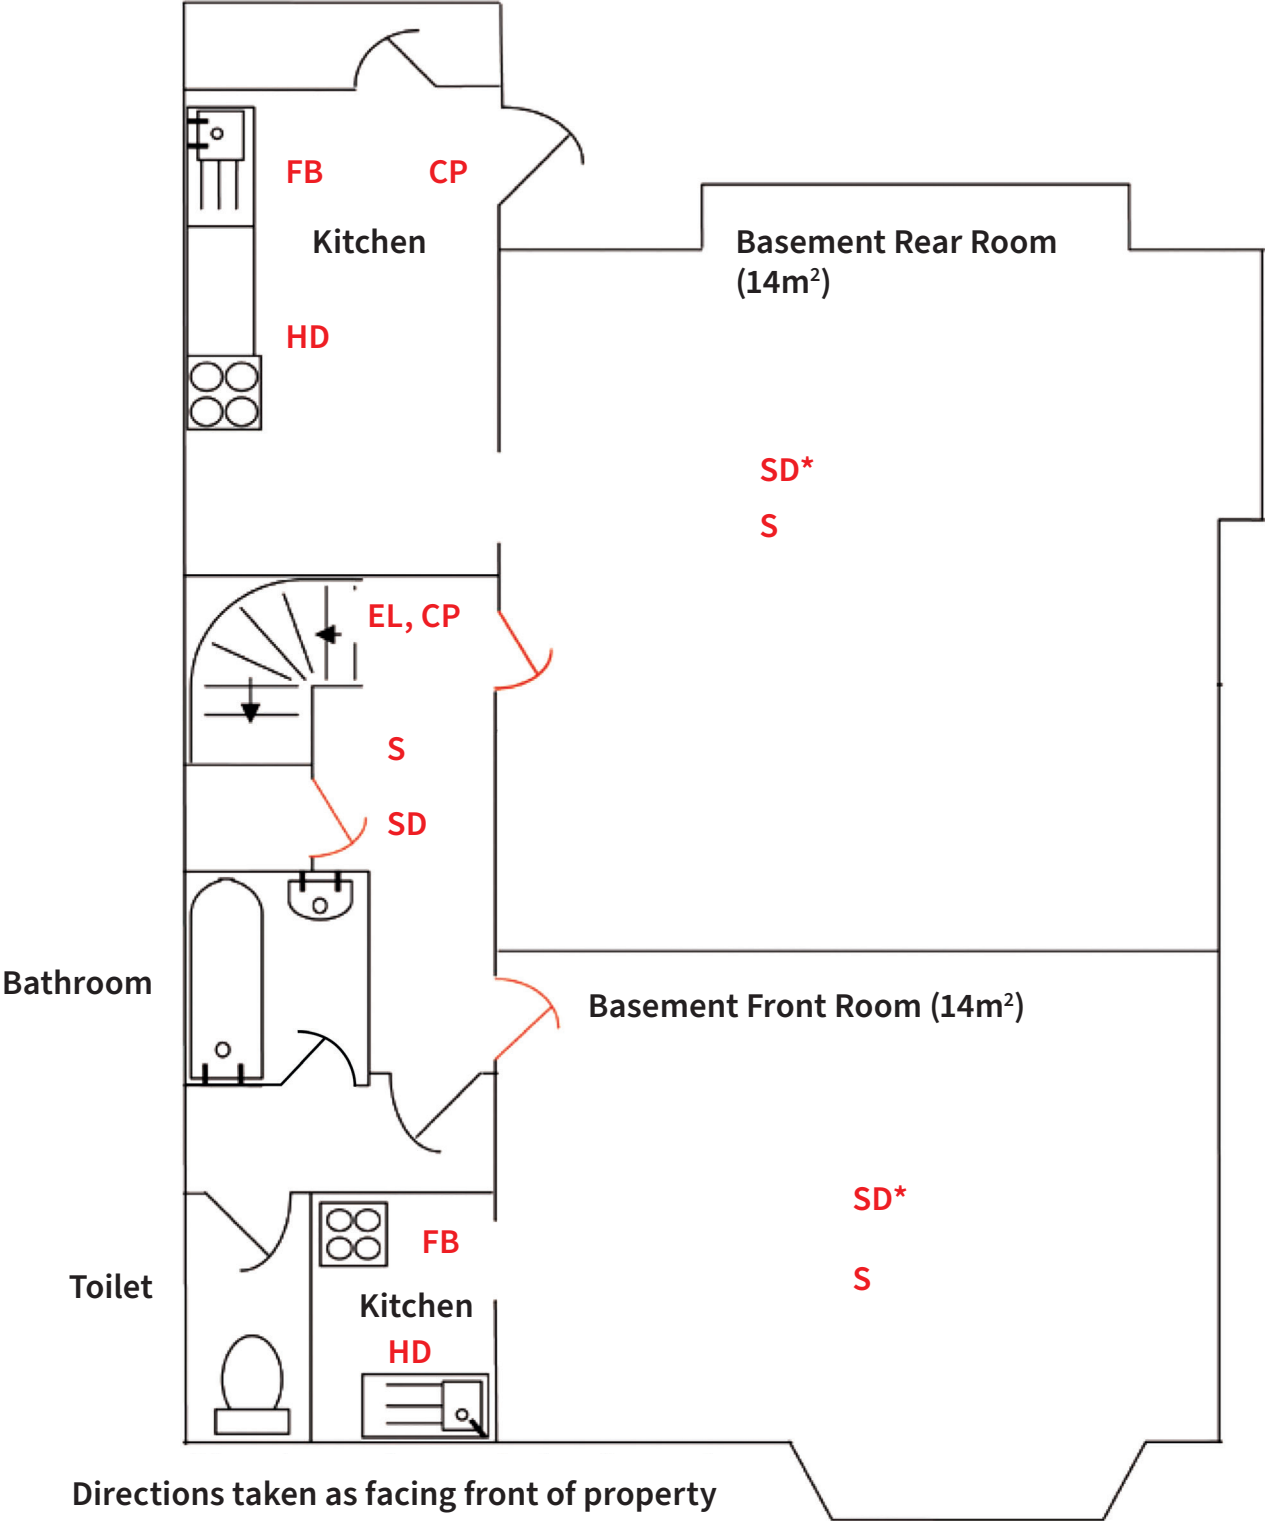 FB CP
Kitchen
Basement Rear Room
(14m²)
HD
SD*
S
EL, CP
S
SD
Bathroom
Basement Front Room (14m²)
SD*
FB
S
Toilet
Kitchen
HD
Directions taken as facing front of property